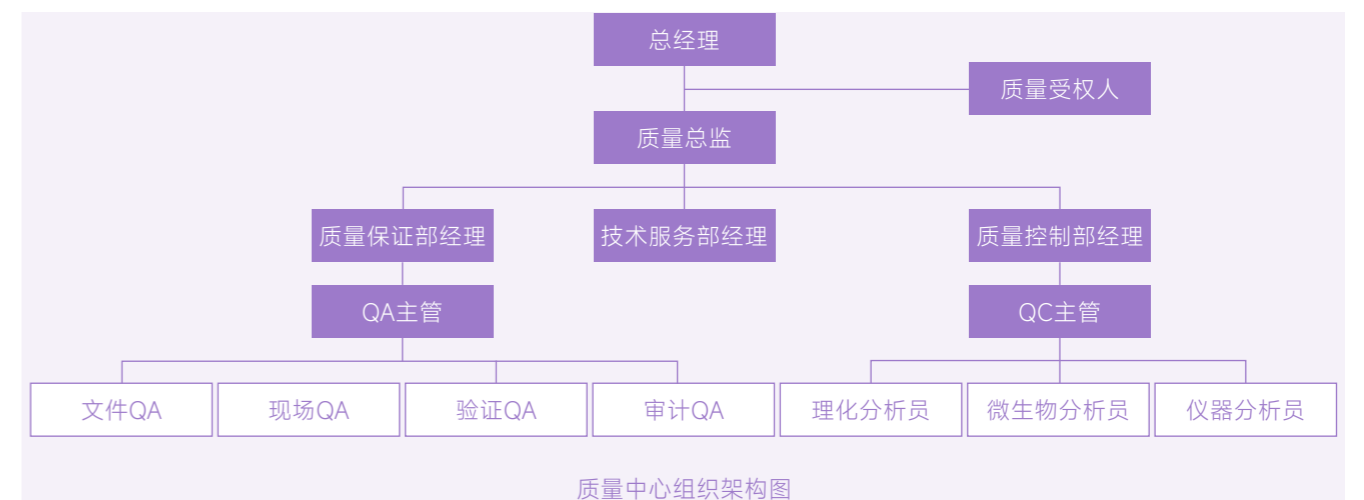 总经理
质量受权人
质量总监
质量保证部经理
技术服务部经理
质量控制部经理
QA主管
QC主管
文件QA
现场QA
验证QA
审计QA
理化分析员
微生物分析员
仪器分析员
质量中心组织架构图